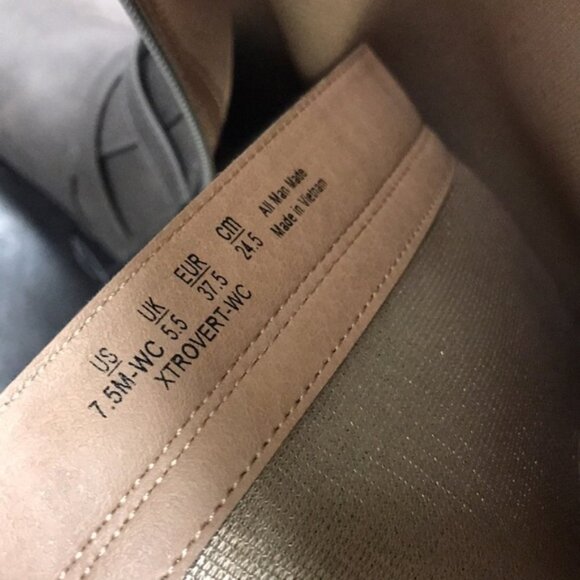 US UK EUR cm
7.5M-WC 5.5 37.5 24.5
XTROVERT-WC
All Man Made
Made in Vietnam